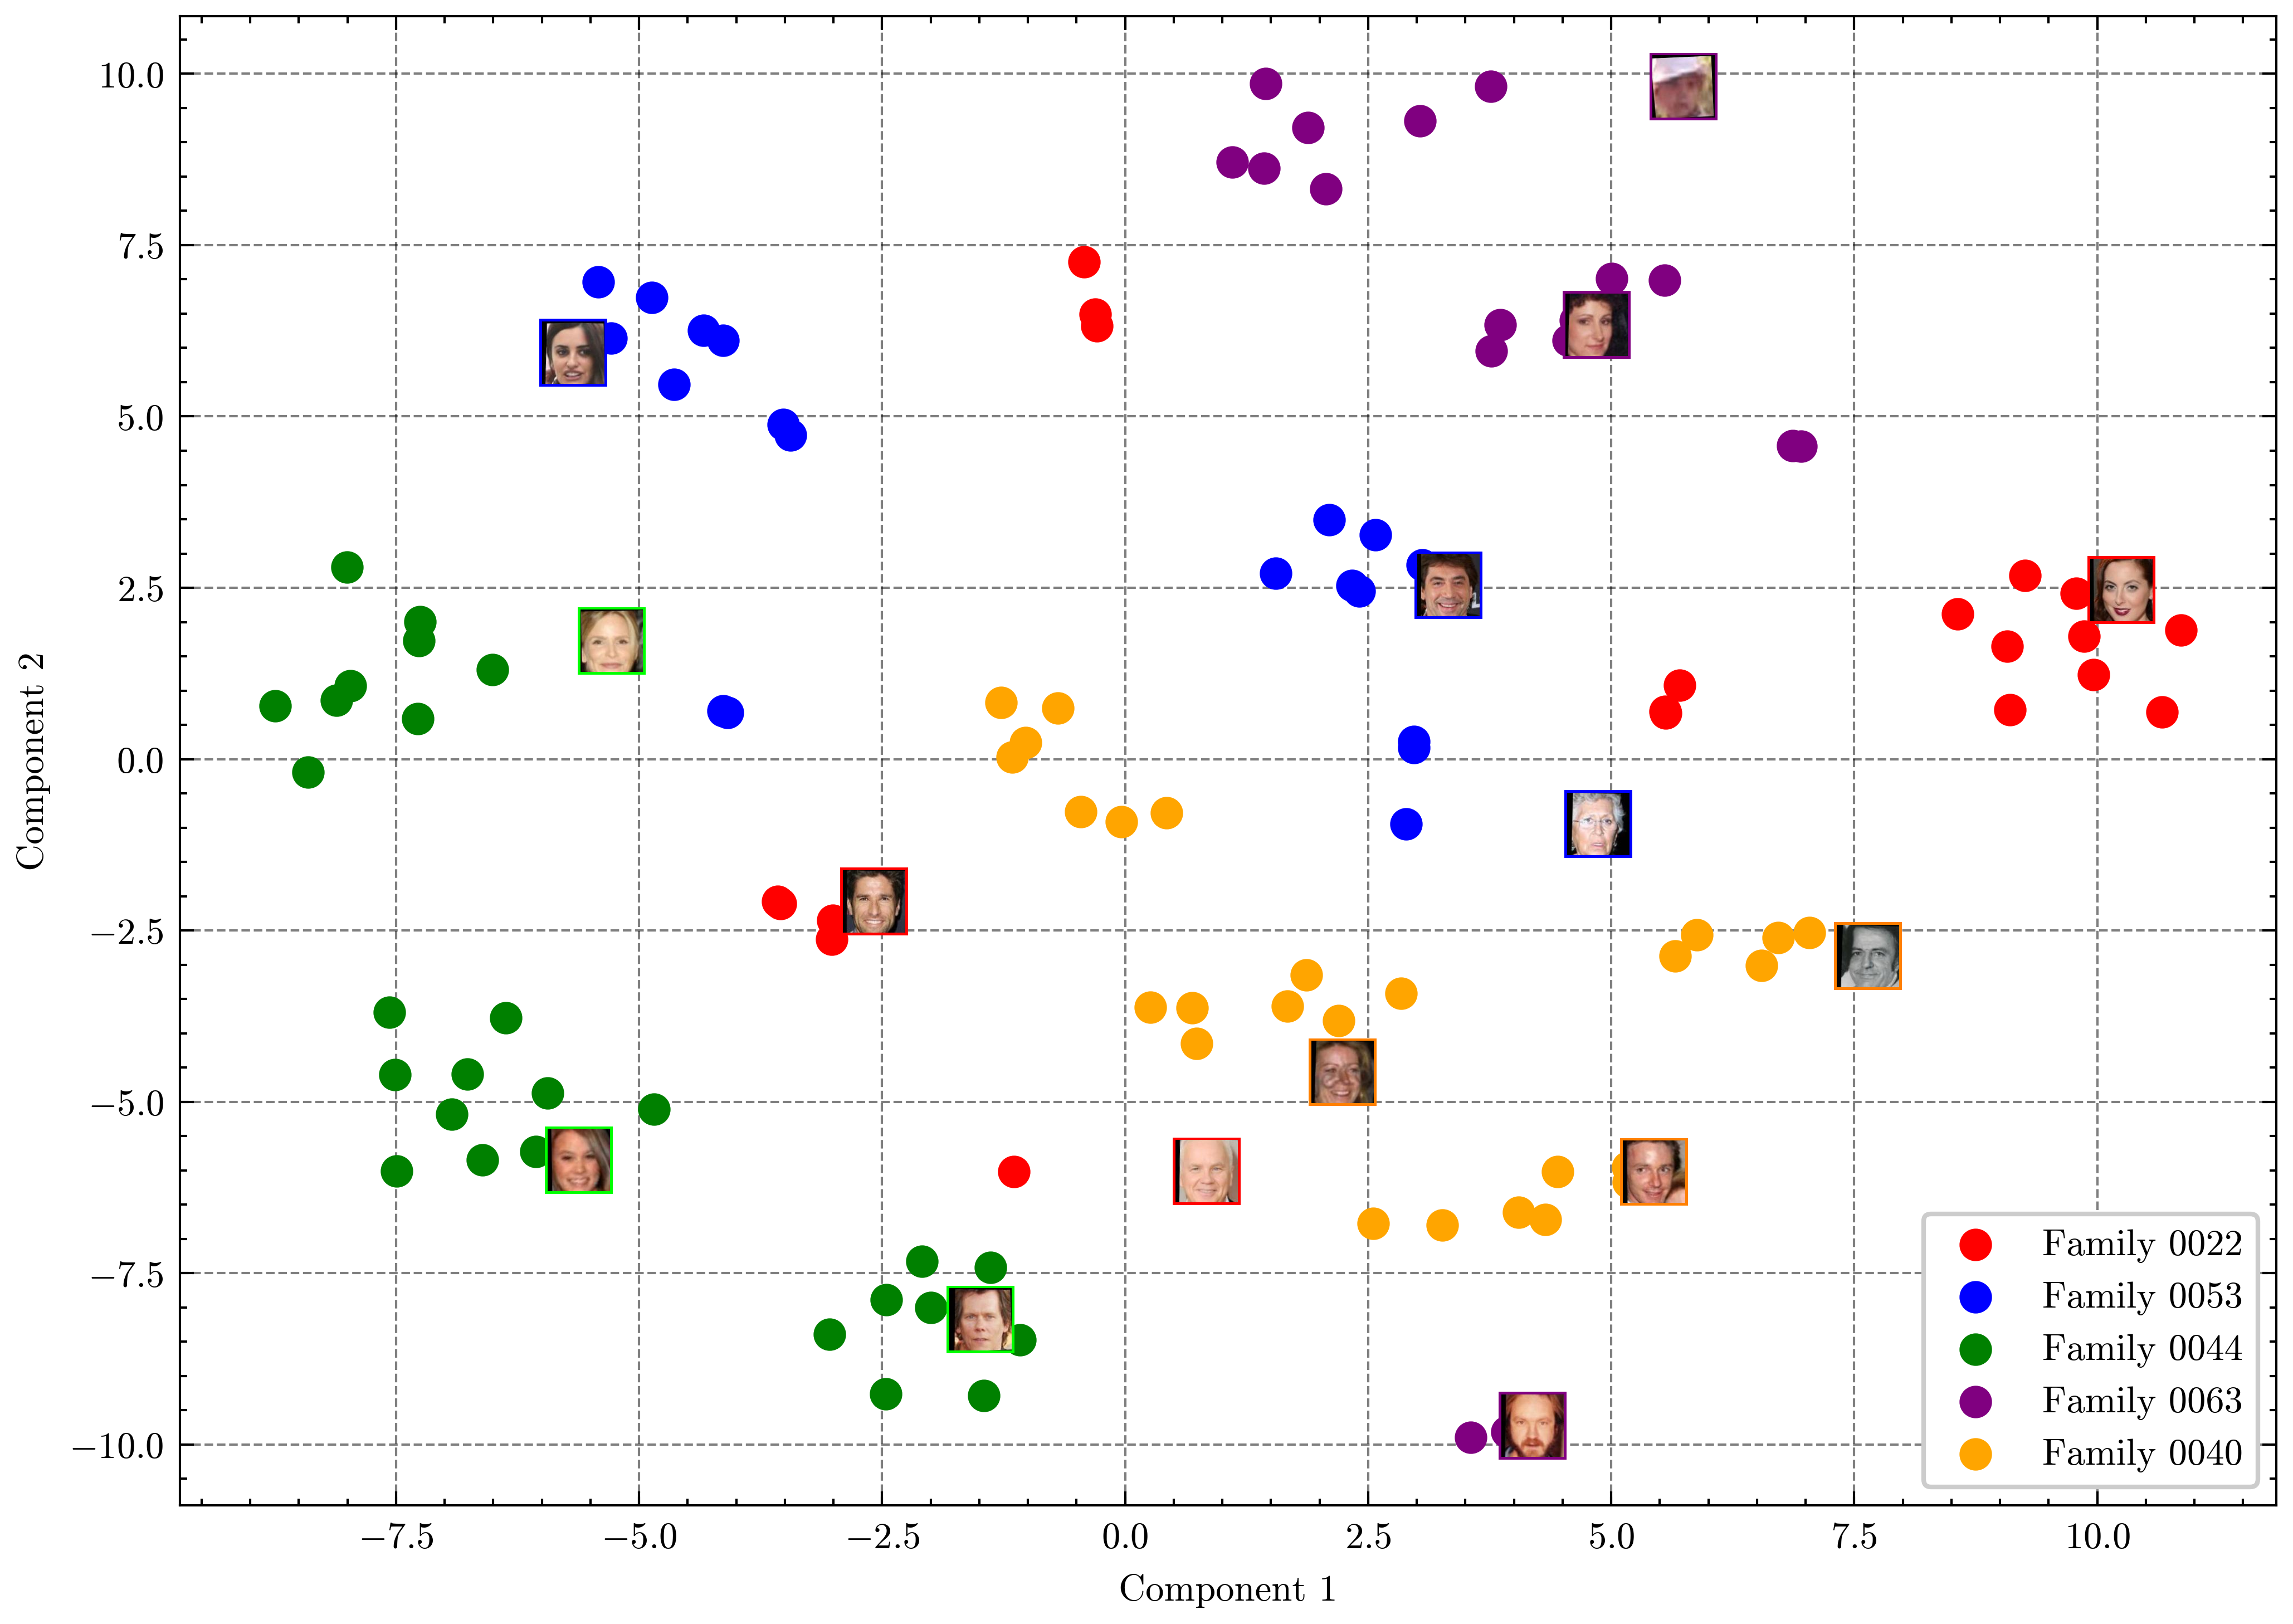 10.0
7.5
5.0
2.5
0.0
−2.5
−5.0
−7.5
−10.0
Component 2
Family 0022
Family 0053
Family 0044
Family 0063
Family 0040
−7.5 −5.0 −2.5 0.0 2.5 5.0 7.5 10.0
Component 1